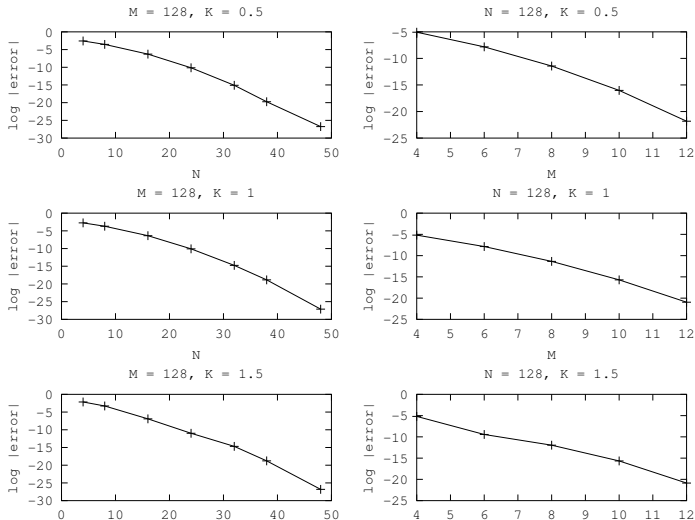 M = 128, K = 0.5
0
−5
−10
−15
−20
−25
−30
log |error|
0 10 20 30 40 50
N
N = 128, K = 0.5
−5
−10
−15
−20
−25
log |error|
4 5 6 7 8 9 10 11 12
M
M = 128, K = 1
0
−5
−10
−15
−20
−25
−30
log |error|
0 10 20 30 40 50
N
N = 128, K = 1
0
−5
−10
−15
−20
−25
log |error|
4 5 6 7 8 9 10 11 12
M
M = 128, K = 1.5
0
−5
−10
−15
−20
−25
−30
log |error|
0 10 20 30 40 50
N = 128, K = 1.5
0
−5
−10
−15
−20
−25
log |error|
4 5 6 7 8 9 10 11 12